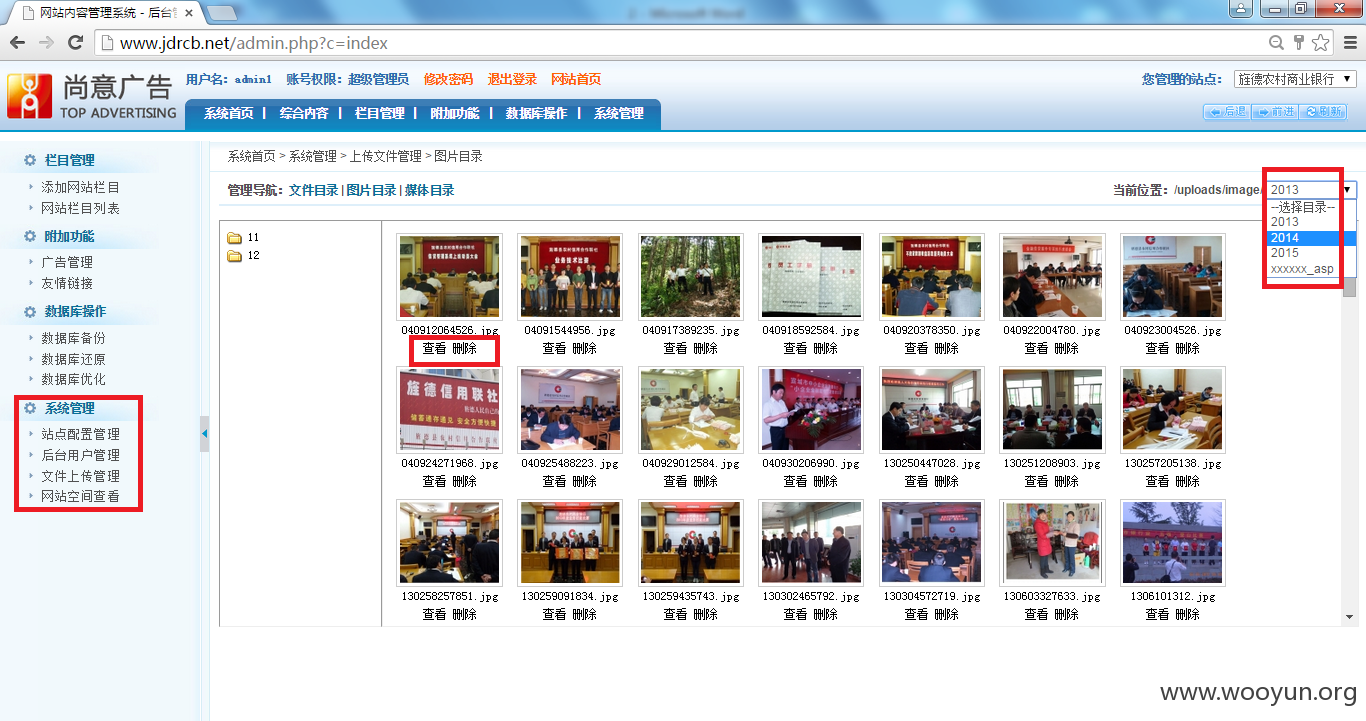 网站内容管理系统 - 后台
www.jdrcb.net/admin.php?c=index
尚意广告
TOP ADVERTISING
用户名：admin1 账号权限：超级管理员 修改密码 退出登录 网站首页
您管理的站点： 旌德农村商业银行
系统首页 | 综合内容 | 栏目管理 | 附加功能 | 数据库操作 | 系统管理
后退 前进 刷新
栏目管理
添加网站栏目
网站栏目列表
附加功能
广告管理
友情链接
数据库操作
数据库备份
数据库还原
数据库优化
系统管理
站点配置管理
后台用户管理
文件上传管理
网站空间查看
系统首页 > 系统管理 > 上传文件管理 > 图片目录
管理导航：文件目录 | 图片目录 | 媒体目录
当前位置：/uploads/image/ 2013
--选择目录--
2013
2014
2015
xxxxxx_asp
11
12
040912064526.jpg 04091544956.jpg 040917389235.jpg 040918592584.jpg 040920378350.jpg 040922004780.jpg 040923004526.jpg
查看 删除 查看 删除 查看 删除 查看 删除 查看 删除 查看 删除 查看 删除
旌德信用联社
040924271968.jpg 040925488223.jpg 040929012584.jpg 040930206990.jpg 130250447028.jpg 130251208903.jpg 130257205138.jpg
查看 删除 查看 删除 查看 删除 查看 删除 查看 删除 查看 删除 查看 删除
130258257851.jpg 130259091834.jpg 130259435743.jpg 130302465792.jpg 130304572719.jpg 130603327633.jpg 1306101312.jpg
查看 删除 查看 删除 查看 删除 查看 删除 查看 删除 查看 删除 查看 删除
www.wooyun.org